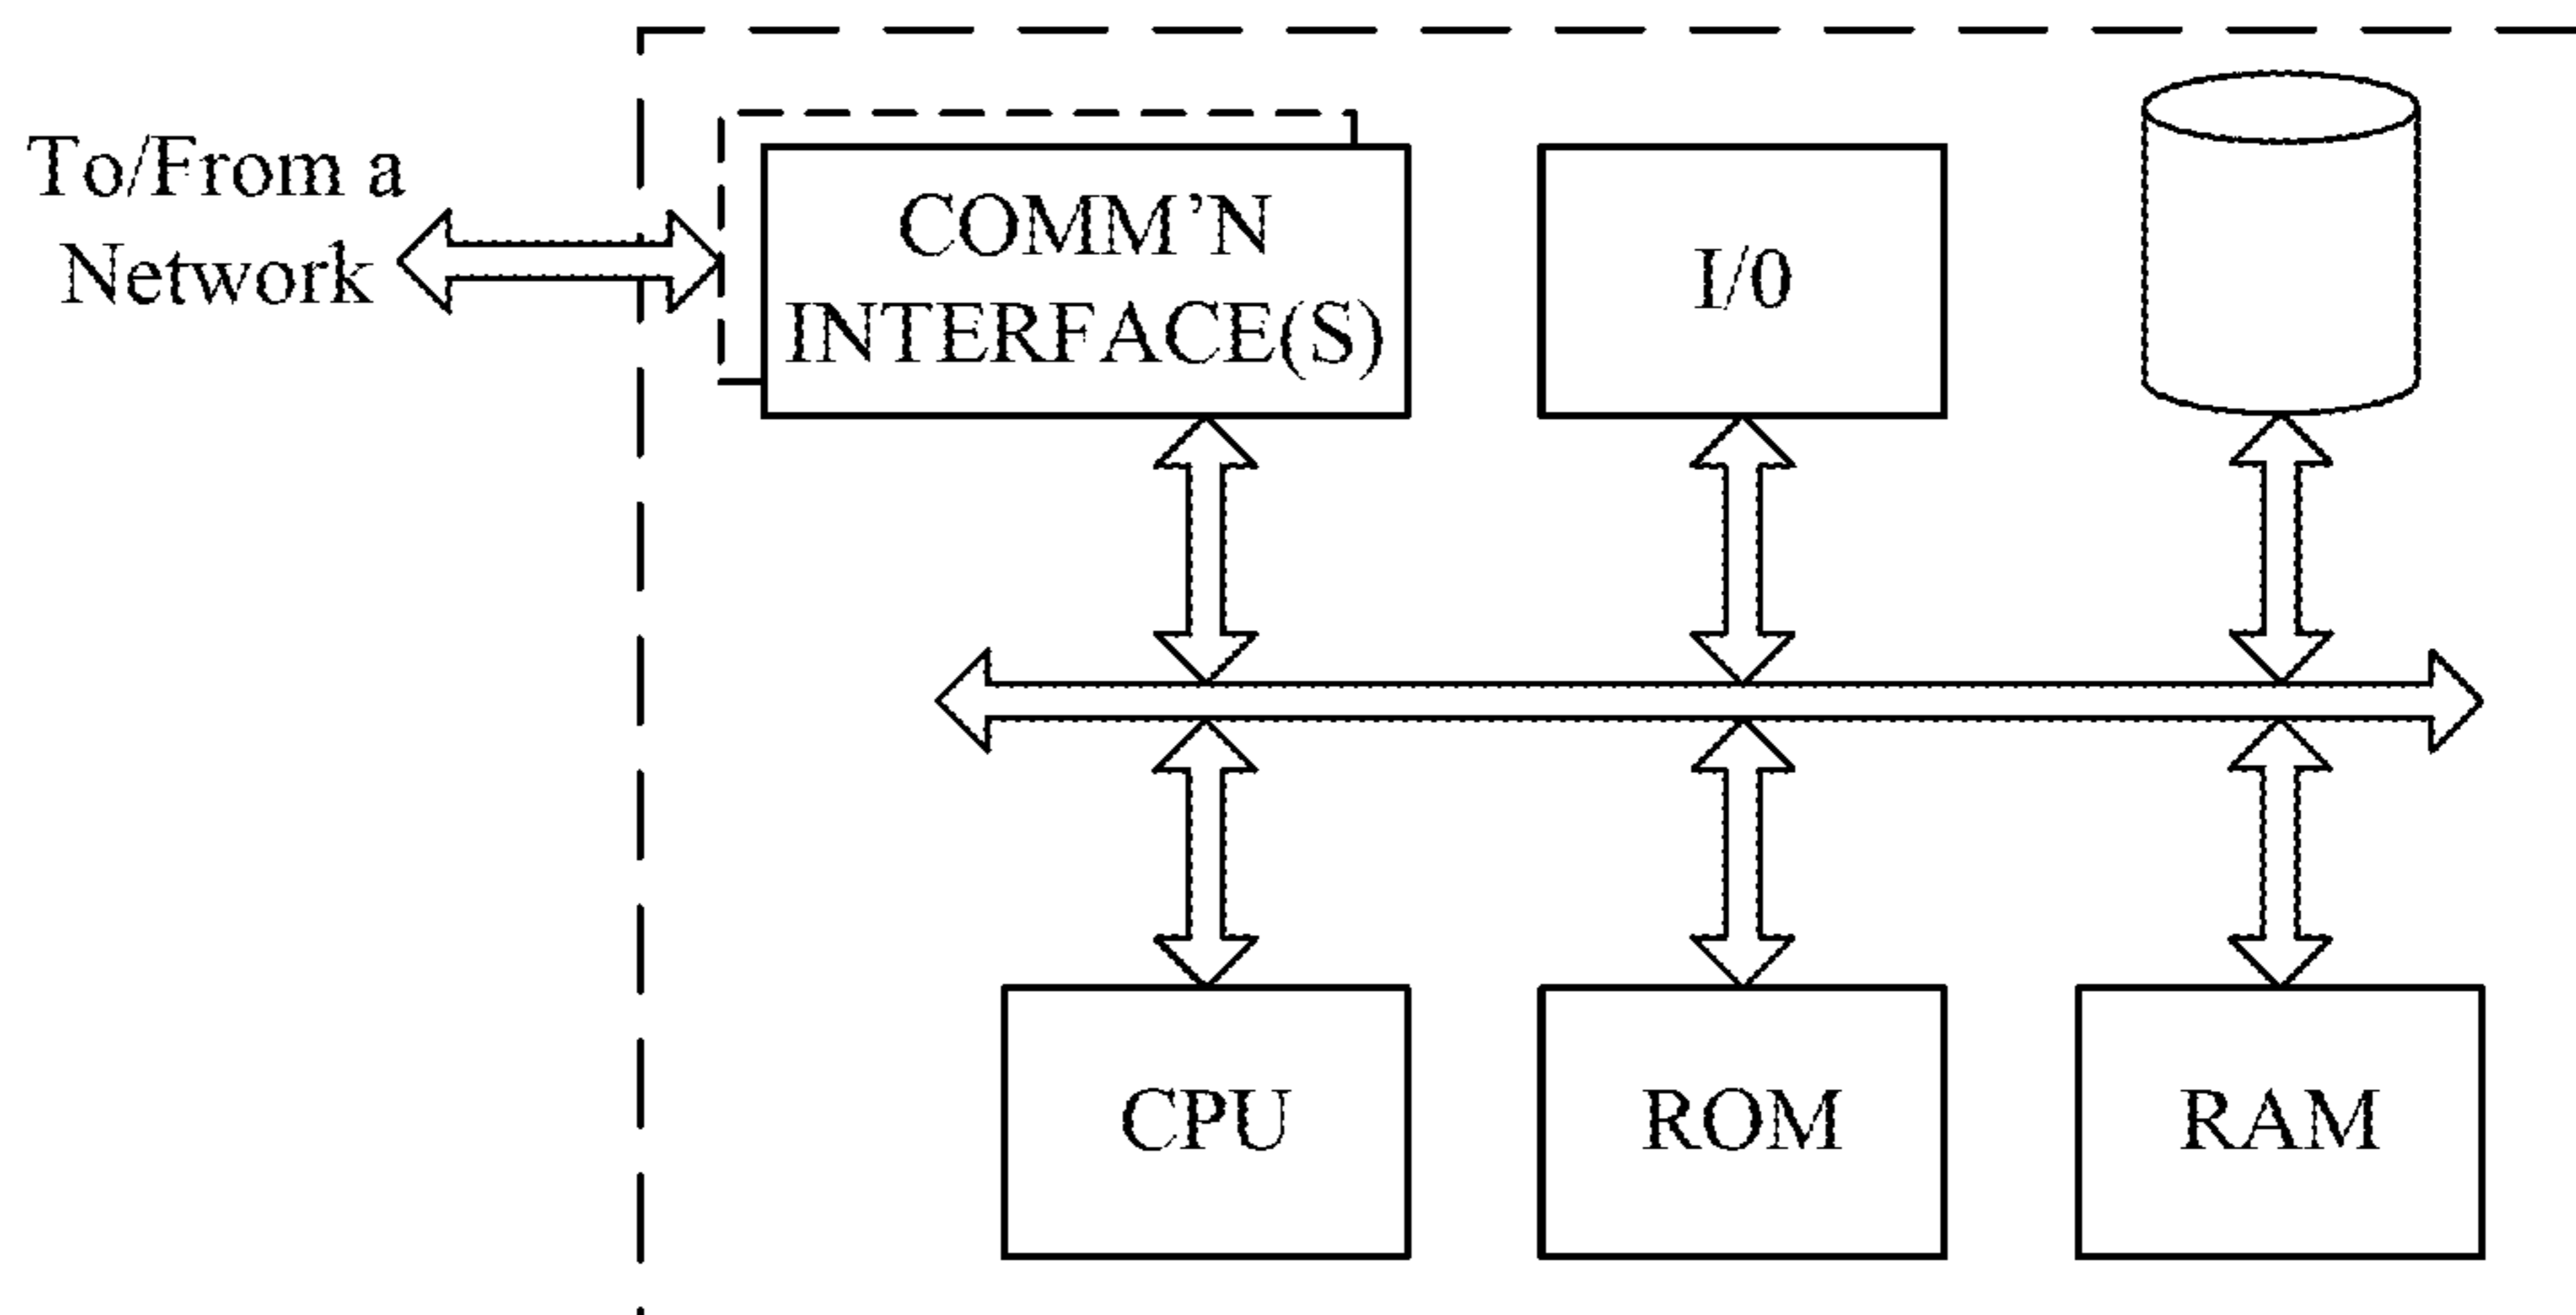 To/From a
Network
COMM’N
INTERFACE(S)
I/0
CPU
ROM
RAM